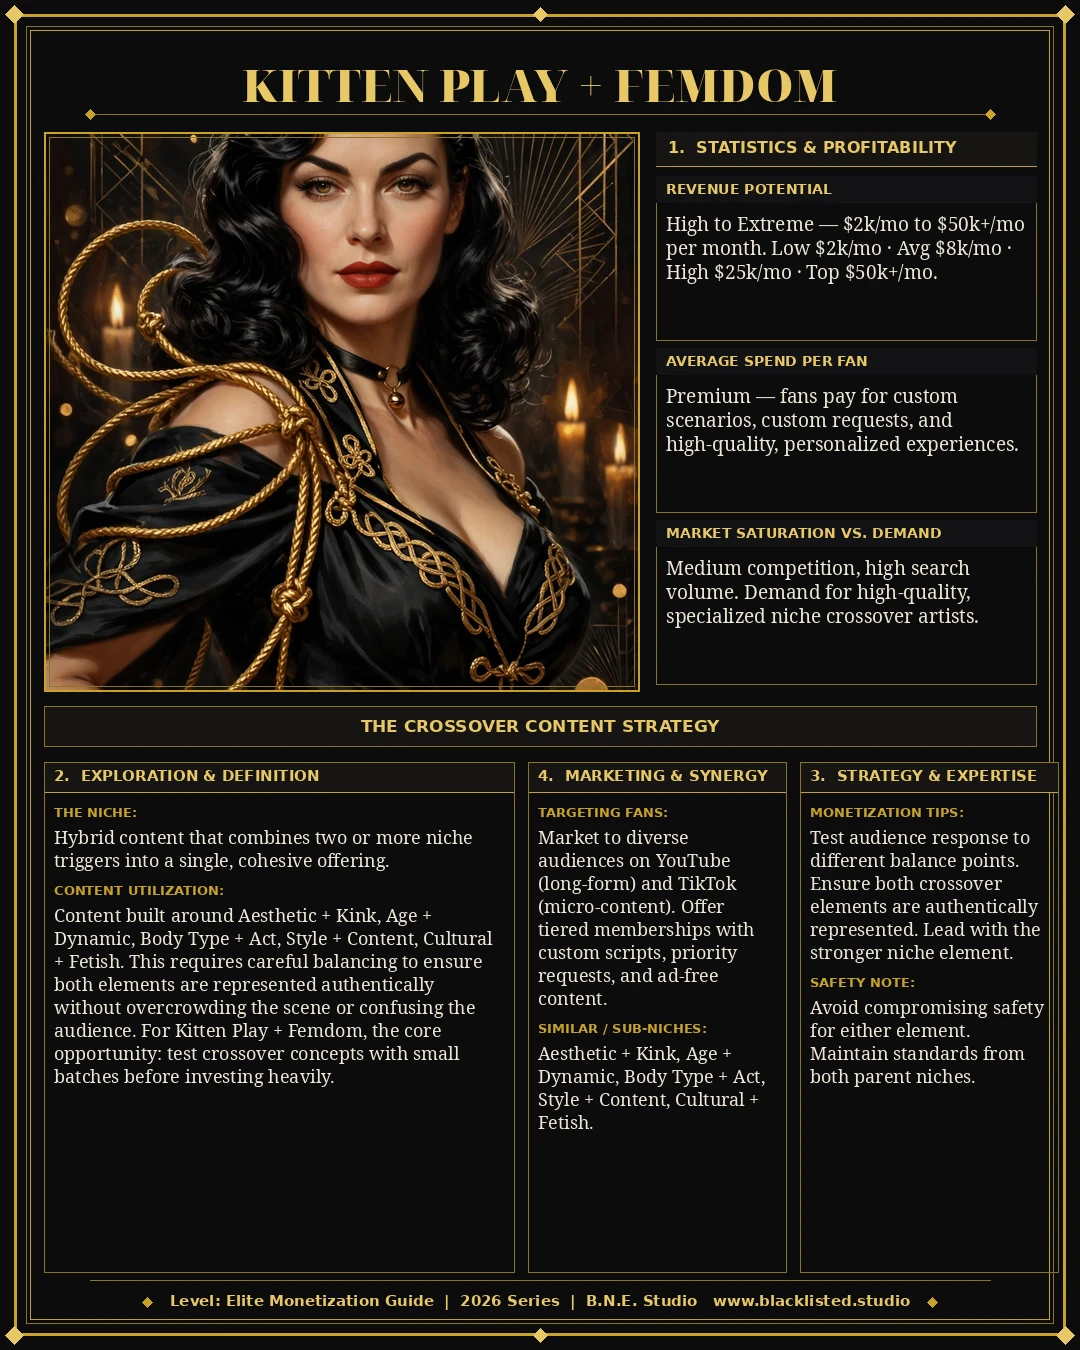 KITTEN PLAY + FEMDOM
1. STATISTICS & PROFITABILITY
REVENUE POTENTIAL
High to Extreme — $2k/mo to $50k+/mo
per month. Low $2k/mo · Avg $8k/mo ·
High $25k/mo · Top $50k+/mo.
AVERAGE SPEND PER FAN
Premium — fans pay for custom
scenarios, custom requests, and
high-quality, personalized experiences.
MARKET SATURATION VS. DEMAND
Medium competition, high search
volume. Demand for high-quality,
specialized niche crossover artists.
THE CROSSOVER CONTENT STRATEGY
2. EXPLORATION & DEFINITION
THE NICHE:
Hybrid content that combines two or more niche
triggers into a single, cohesive offering.
CONTENT UTILIZATION:
Content built around Aesthetic + Kink, Age +
Dynamic, Body Type + Act, Style + Content, Cultural
+ Fetish. This requires careful balancing to ensure
both elements are represented authentically
without overcrowding the scene or confusing the
audience. For Kitten Play + Femdom, the core
opportunity: test crossover concepts with small
batches before investing heavily.
4. MARKETING & SYNERGY
TARGETING FANS:
Market to diverse
audiences on YouTube
(long-form) and TikTok
(micro-content). Offer
tiered memberships with
custom scripts, priority
requests, and ad-free
content.
SIMILAR / SUB-NICHES:
Aesthetic + Kink, Age +
Dynamic, Body Type + Act,
Style + Content, Cultural +
Fetish.
3. STRATEGY & EXPERTISE
MONETIZATION TIPS:
Test audience response to
different balance points.
Ensure both crossover
elements are authentically
represented. Lead with the
stronger niche element.
SAFETY NOTE:
Avoid compromising safety
for either element.
Maintain standards from
both parent niches.
Level: Elite Monetization Guide | 2026 Series | B.N.E. Studio www.blacklisted.studio